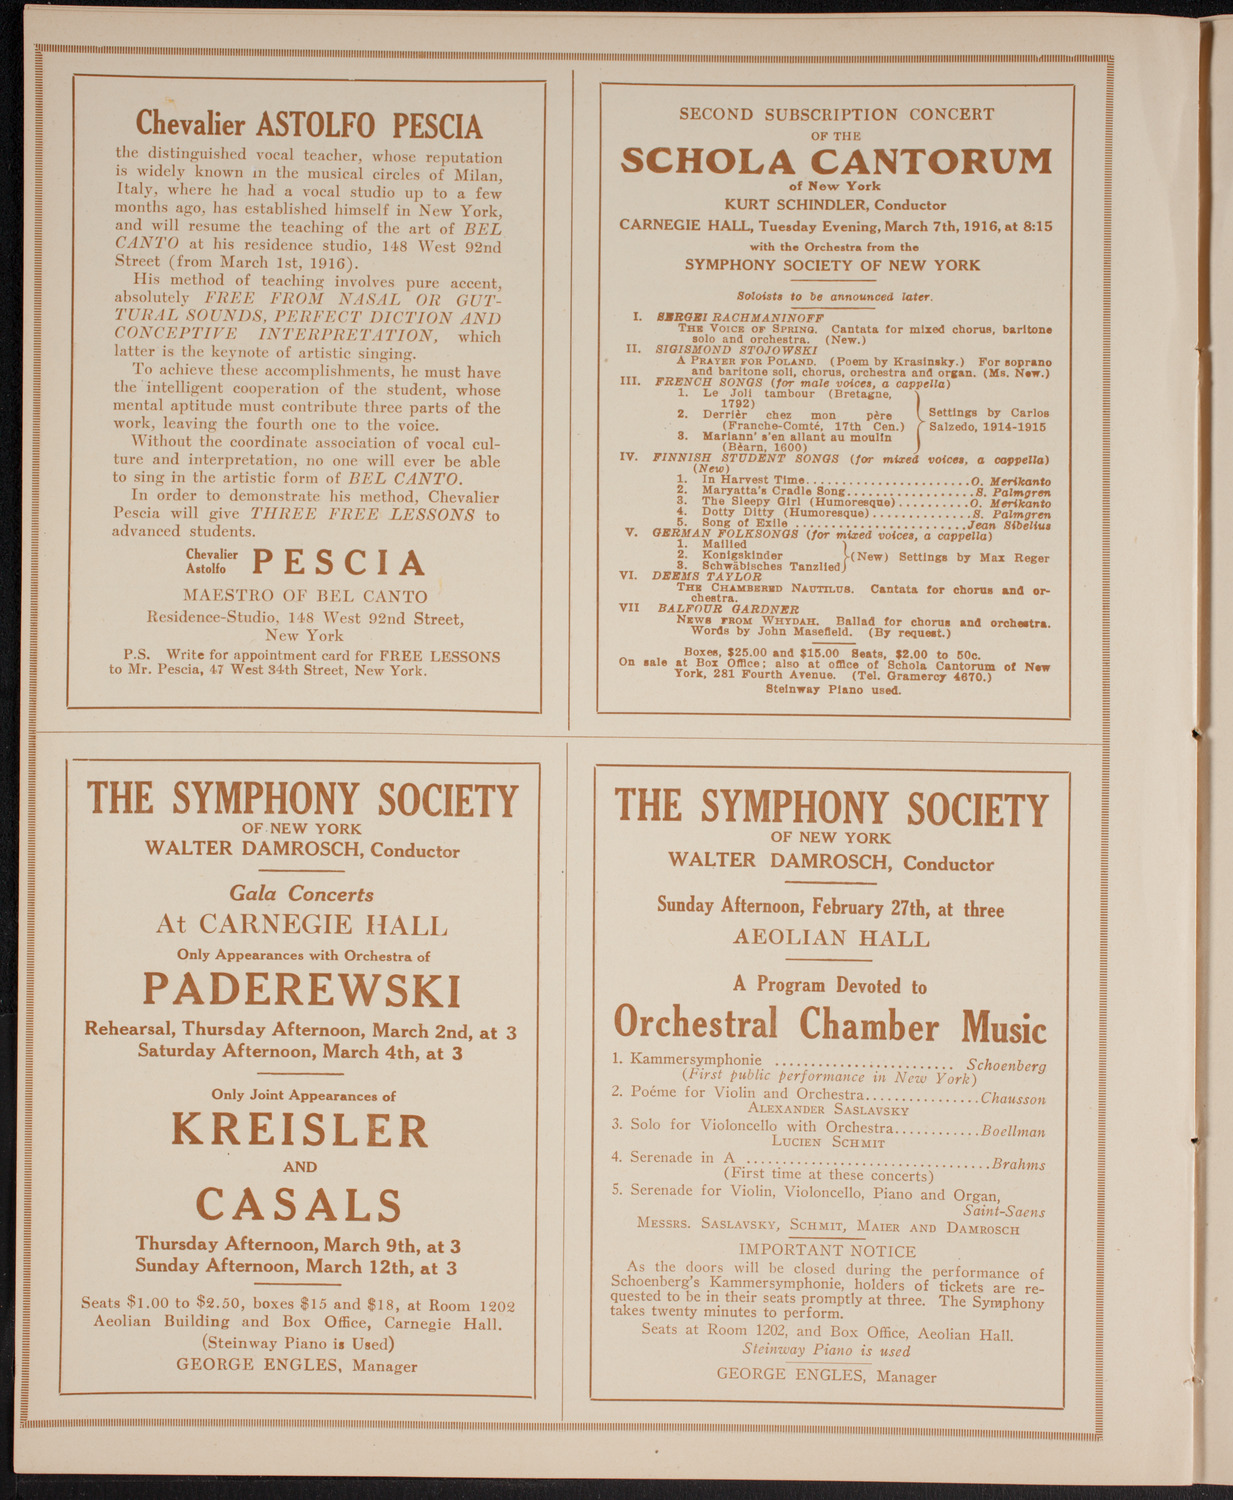 Chevalier ASTOLFO PESCIA
the distinguished vocal teacher, whose reputation
is widely known in the musical circles of Milan,
Italy, where he had a vocal studio up to a few
months ago, has established himself in New York,
and will resume the teaching of the art of BEL
CANTO at his residence studio, 148 West 92nd
Street (from March 1st, 1916).
His method of teaching involves pure accent,
absolutely FREE FROM NASAL OR GUT-
TURAL SOUNDS, PERFECT DICTION AND
CONCEPTIVE INTERPRETATION, which
latter is the keynote of artistic singing.
To achieve these accomplishments, he must have
the intelligent cooperation of the student, whose
mental aptitude must contribute three parts of the
work, leaving the fourth one to the voice.
Without the coordinate association of vocal cul-
ture and interpretation, no one will ever be able
to sing in the artistic form of BEL CANTO.
In order to demonstrate his method, Chevalier
Pescia will give THREE FREE LESSONS to
advanced students.
Chevalier Astolfo PESCIA
MAESTRO OF BEL CANTO
Residence-Studio, 148 West 92nd Street,
New York
P.S. Write for appointment card for FREE LESSONS
to Mr. Pescia, 47 West 34th Street, New York.
SECOND SUBSCRIPTION CONCERT
OF THE
SCHOLA CANTORUM
of New York
KURT SCHINDLER, Conductor
CARNEGIE HALL, Tuesday Evening, March 7th, 1916, at 8:15
with the Orchestra from the
SYMPHONY SOCIETY OF NEW YORK
Soloists to be announced later.
I. SERGEI RACHMANINOFF
THE VOICE OF SPRING. Cantata for mixed chorus, baritone
solo and orchestra. (New.)
II. SIGISMOND STOJOWSKI
A PRAYER FOR POLAND. (Poem by Krasinsky.) For soprano
and baritone soli, chorus, orchestra and organ. (Ms. New.)
III. FRENCH SONGS (for male voices, a cappella)
1. Le Joli tambour (Bretagne,
1792)
2. Derrièr chez mon père
(Franche-Comté, 17th Cen.)
3. Mariann' s'en allant au moulin
(Béarn, 1600)
Settings by Carlos
Salzedo, 1914-1915
IV. FINNISH STUDENT SONGS (for mixed voices, a cappella)
(New)
1. In Harvest Time.......................O. Merikanto
2. Maryatta's Cradle Song..................S. Palmgren
3. The Sleepy Girl (Humoresque)..........O. Merikanto
4. Dotty Ditty (Humoresque)..............S. Palmgren
5. Song of Exile ........................Jean Sibelius
V. GERMAN FOLKSONGS (for mixed voices, a cappella)
1. Mailied
2. Konigskinder
3. Schwäbisches Tanzlied
(New) Settings by Max Reger
VI. DEEMS TAYLOR
THE CHAMBERED NAUTILUS. Cantata for chorus and or-
chestra.
VII BALFOUR GARDNER
NEWS FROM WHYDAH. Ballad for chorus and orchestra.
Words by John Masefield. (By request.)
Boxes, $25.00 and $15.00 Seats, $2.00 to 50c.
On sale at Box Office; also at office of Schola Cantorum of New
York, 281 Fourth Avenue. (Tel. Gramercy 4670.)
Steinway Piano used.
THE SYMPHONY SOCIETY
OF NEW YORK
WALTER DAMROSCH, Conductor
Gala Concerts
At CARNEGIE HALL
Only Appearances with Orchestra of
PADEREWSKI
Rehearsal, Thursday Afternoon, March 2nd, at 3
Saturday Afternoon, March 4th, at 3
Only Joint Appearances of
KREISLER
AND
CASALS
Thursday Afternoon, March 9th, at 3
Sunday Afternoon, March 12th, at 3
Seats $1.00 to $2.50, boxes $15 and $18, at Room 1202
Aeolian Building and Box Office, Carnegie Hall.
(Steinway Piano is Used)
GEORGE ENGLES, Manager
THE SYMPHONY SOCIETY
OF NEW YORK
WALTER DAMROSCH, Conductor
Sunday Afternoon, February 27th, at three
AEOLIAN HALL
A Program Devoted to
Orchestral Chamber Music
1. Kammersymphonie ........................ Schoenberg
(First public performance in New York)
2. Poéme for Violin and Orchestra................Chausson
ALEXANDER SASLAVSKY
3. Solo for Violoncello with Orchestra............Boellman
LUCIEN SCHMIT
4. Serenade in A ..................................Brahms
(First time at these concerts)
5. Serenade for Violin, Violoncello, Piano and Organ,
Saint-Saens
MESSRS. SASLAVSKY, SCHMIT, MAIER AND DAMROSCH
IMPORTANT NOTICE
As the doors will be closed during the performance of
Schoenberg's Kammersymphonie, holders of tickets are re-
quested to be in their seats promptly at three. The Symphony
takes twenty minutes to perform.
Seats at Room 1202, and Box Office, Aeolian Hall.
Steinway Piano is used
GEORGE ENGLES, Manager